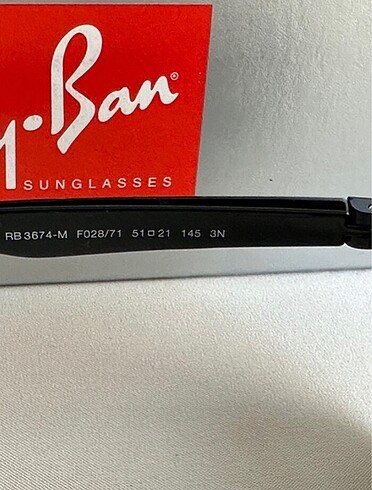 y·Ban®
SUNGLASSES
RB3674-M F028/71 51□21 145 3N